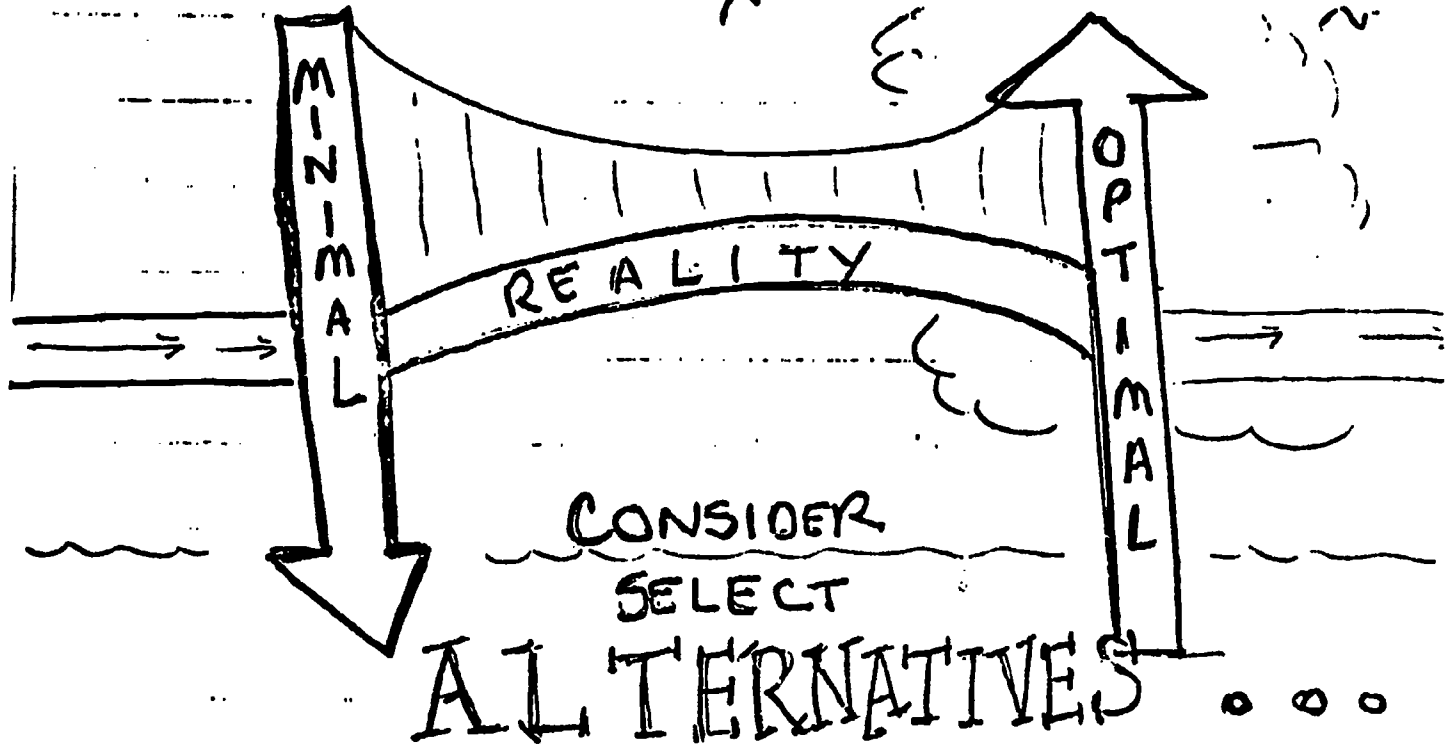 MINIMAL
OPTIMAL
REALITY
CONSIDER
SELECT
ALTERNATIVES...